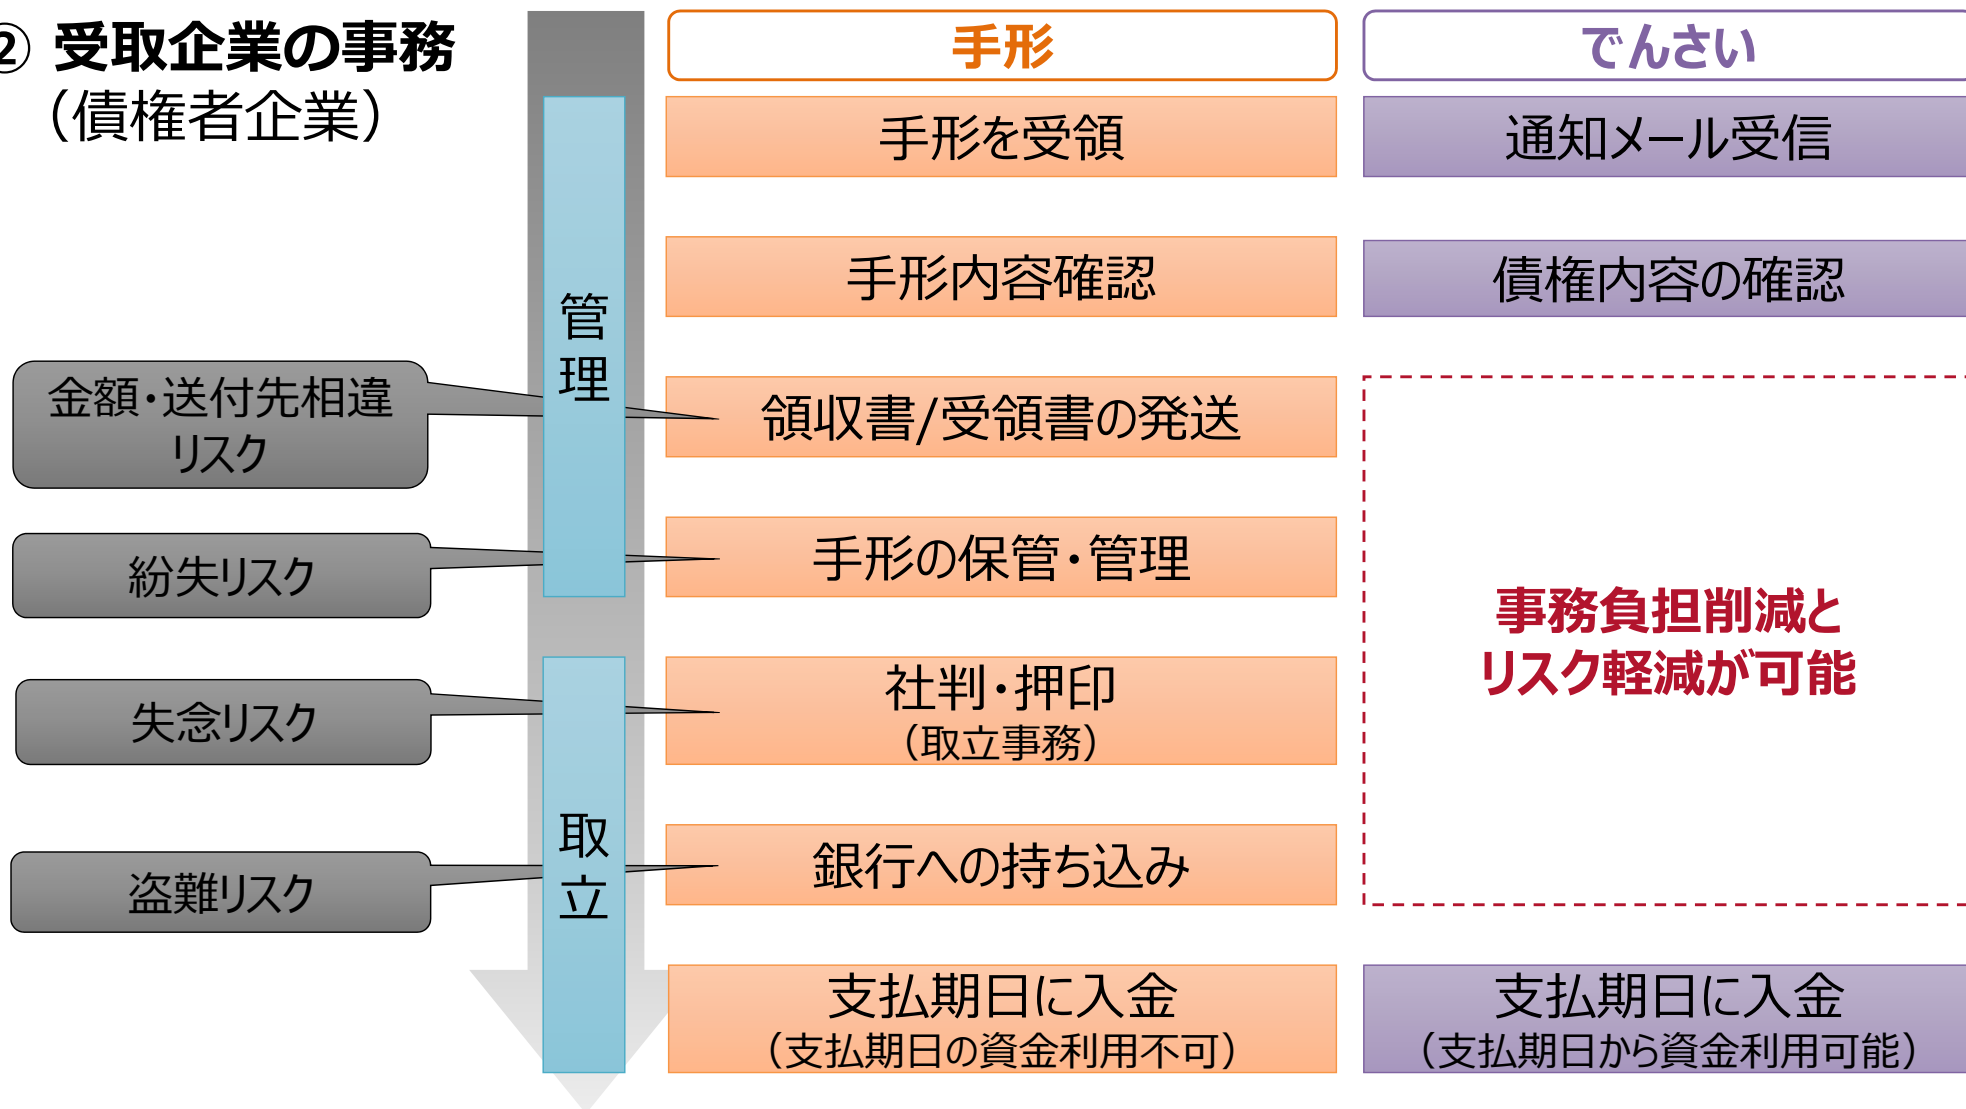 ② 受取企業の事務
（債権者企業）
手形
でんさい
手形を受領
通知メール受信
手形内容確認
債権内容の確認
管理
金額・送付先相違
リスク
領収書/受領書の発送
紛失リスク
手形の保管・管理
事務負担削減と
リスク軽減が可能
失念リスク
社判・押印
（取立事務）
取立
盗難リスク
銀行への持ち込み
支払期日に入金
（支払期日の資金利用不可）
支払期日に入金
（支払期日から資金利用可能）